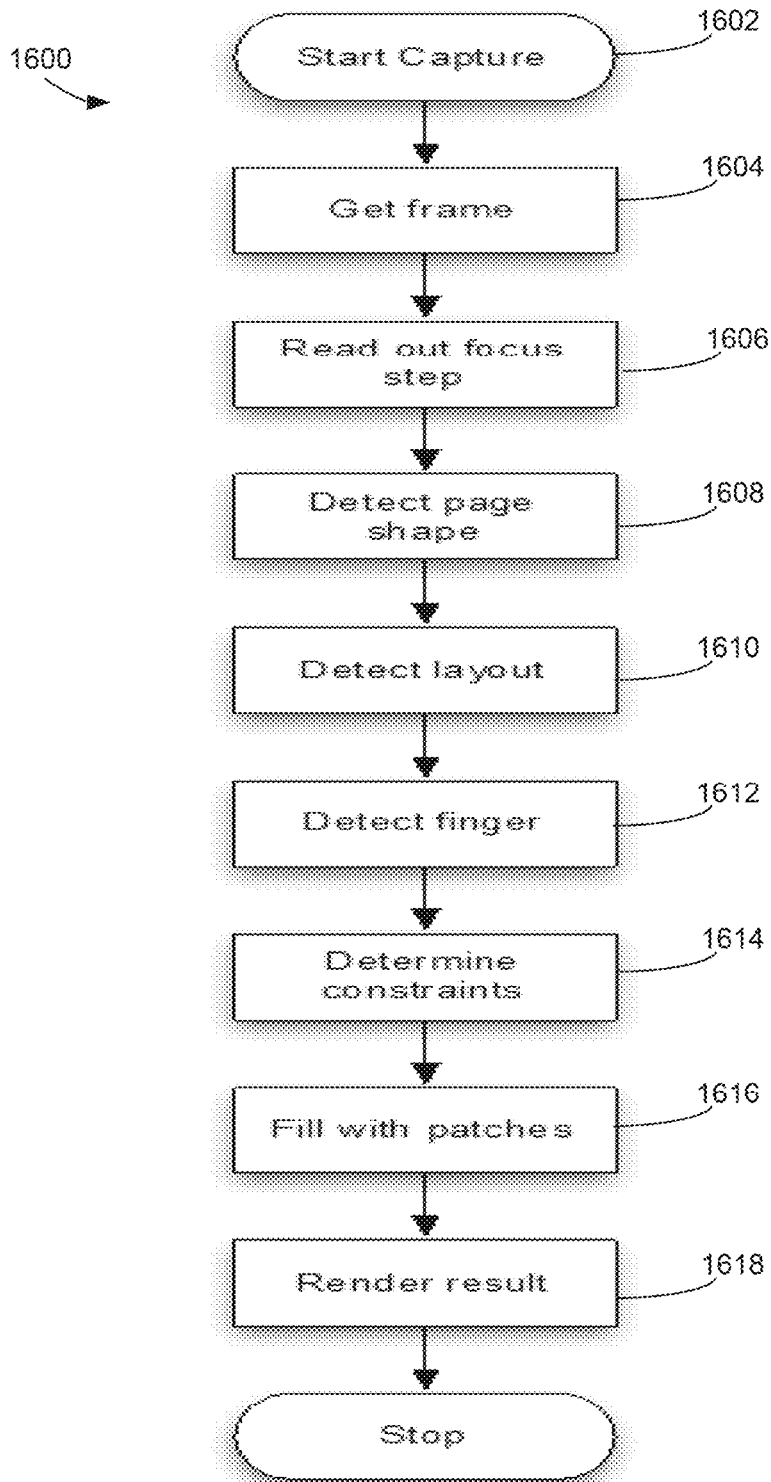 1600
Start Capture
1602
Get frame
1604
Read out focus
step
1606
Detect page
shape
1608
Detect layout
1610
Detect finger
1612
Determine
constraints
1614
Fill with patches
1616
Render result
1618
Stop